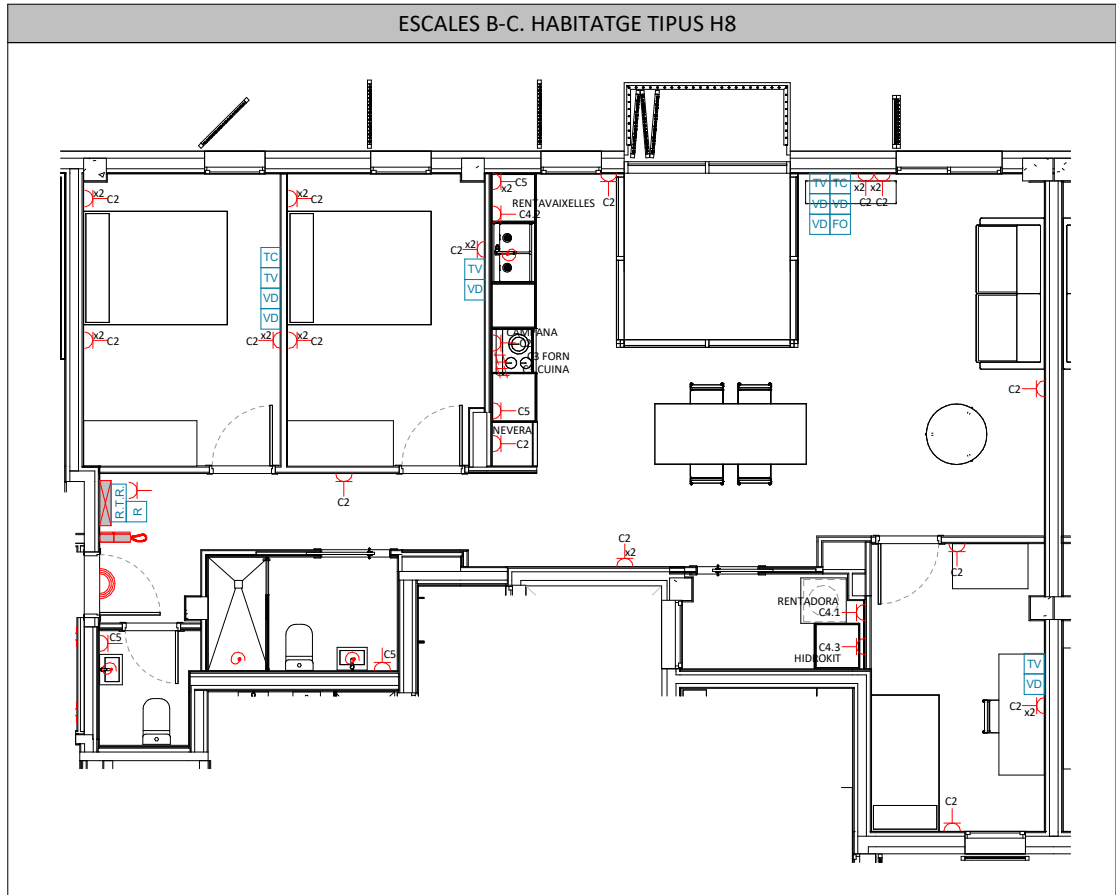 ESCALES B-C. HABITATGE TIPUS H8
x2
C2
x2
C2
C5
x2
RENTAVAIXELLES
C4.2
C2
TV TC
VD VD
VD FO
x2 x2
C2 C2
C2 x2
TV
VD
TC
TV
VD
VD
x2
C2
x2
C2
x2
C2
CAMPANA
C3 FORN
CUINA
C5
NEVERA
C2
C2
R.T.R.
R
C2
C2
x2
C2
RENTADORA
C4.1
C4.3
HIDROKIT
C5
C5
TV
VD
C2
x2
C2